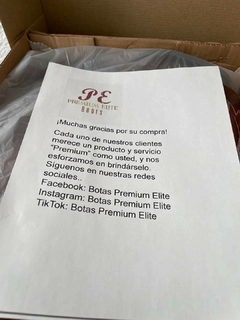 PE
PREMIUM ELITE
Boots
¡Muchas gracias por su compra!
Cada uno de nuestros clientes
merece un producto y servicio
"Premium" como usted, y nos
esforzamos en brindárselo.
Síguenos en nuestras redes
sociales..
Facebook: Botas Premium Elite
Instagram: Botas Premium Elite
TikTok: Botas Premium Elite